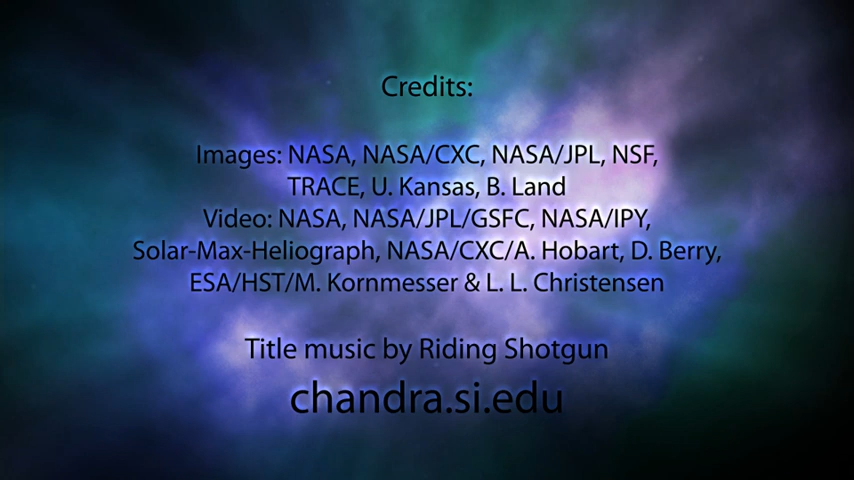 Credits:
Images: NASA, NASA/CXC, NASA/JPL, NSF,
TRACE, U. Kansas, B. Land
Video: NASA, NASA/JPL/GSFC, NASA/IPY,
Solar-Max-Heliograph, NASA/CXC/A. Hobart, D. Berry,
ESA/HST/M. Kornmesser & L. L. Christensen
Title music by Riding Shotgun
chandra.si.edu